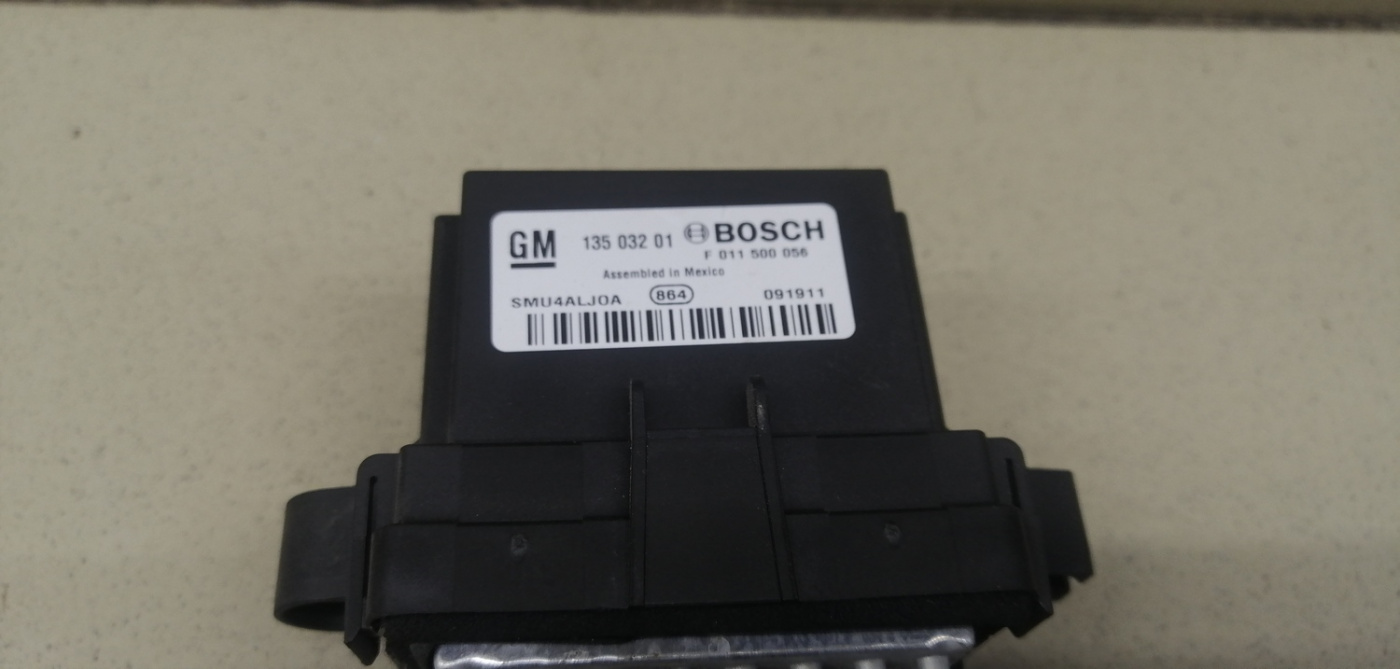 GM 135 032 01 BOSCH
F 011 500 056
Assembled in Mexico
SMU4ALJ0A 864 091911